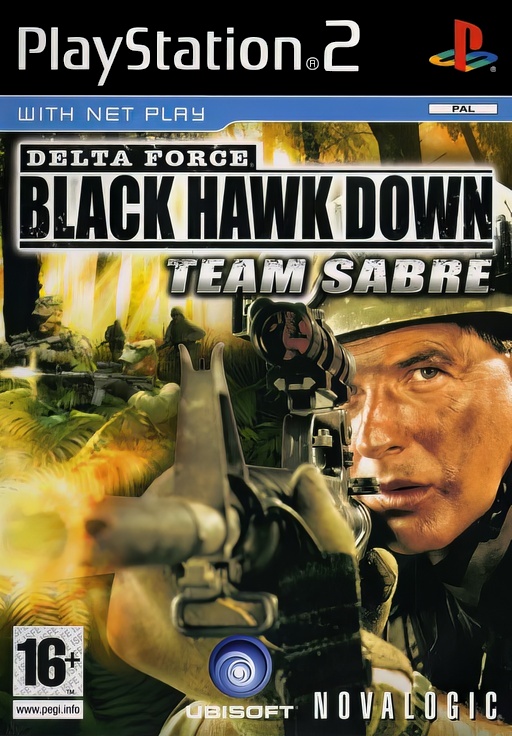 PlayStation®2
WITH NET PLAY
PAL
DELTA FORCE
BLACK HAWK DOWN
TEAM SABRE
16+
TM
www.pegi.info
UBISOFT
NOVALOGIC